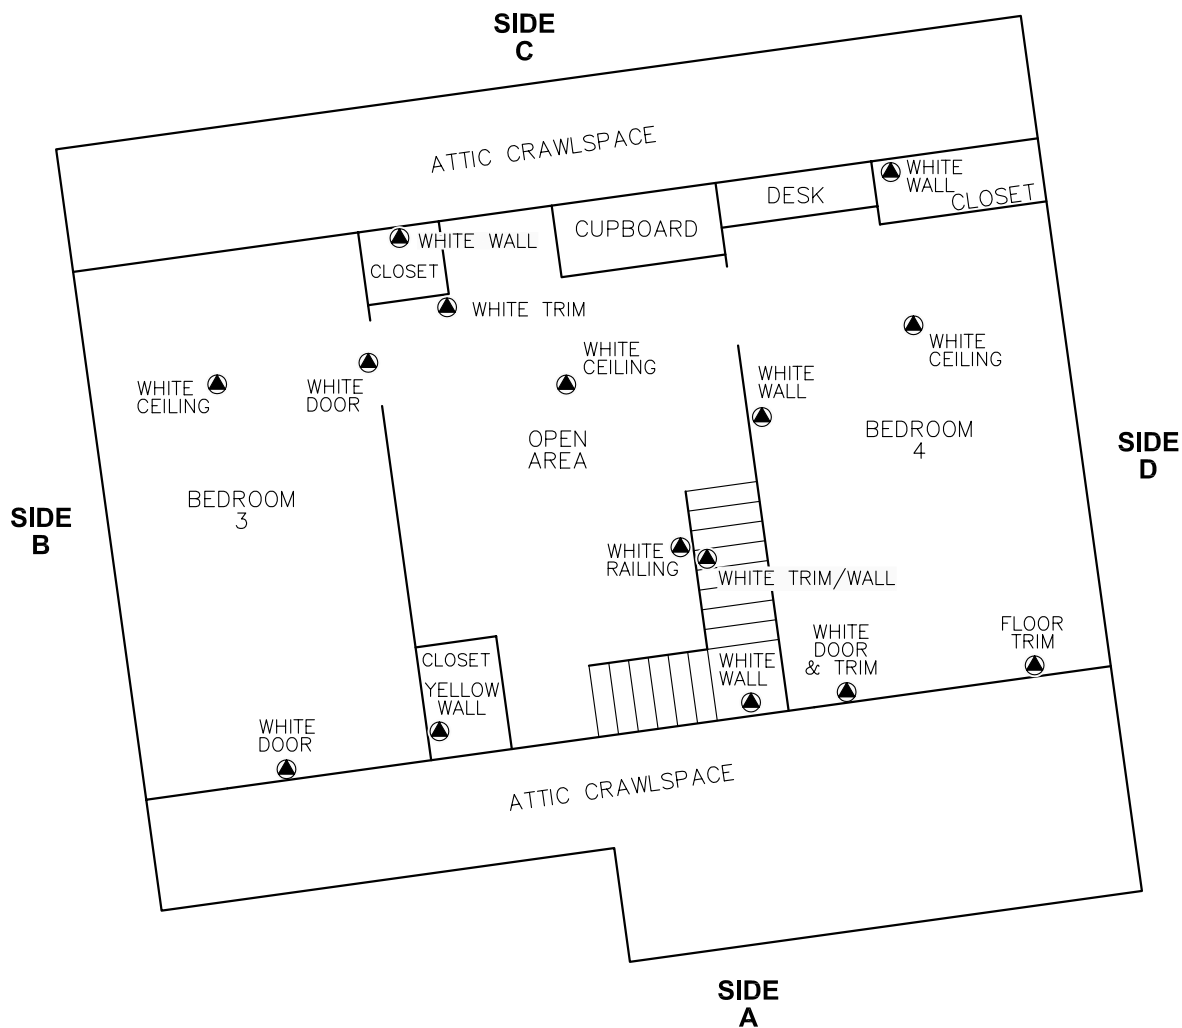 SIDE
C
ATTIC CRAWLSPACE
WHITE
WALL
CLOSET
DESK
CUPBOARD
WHITE WALL
CLOSET
WHITE TRIM
WHITE
CEILING
WHITE
CEILING
WHITE
DOOR
WHITE
CEILING
WHITE
WALL
OPEN
AREA
BEDROOM
4
SIDE
D
BEDROOM
3
SIDE
B
WHITE
RAILING
WHITE TRIM/WALL
FLOOR
TRIM
WHITE
DOOR
& TRIM
WHITE
WALL
CLOSET
YELLOW
WALL
WHITE
DOOR
ATTIC CRAWLSPACE
SIDE
A